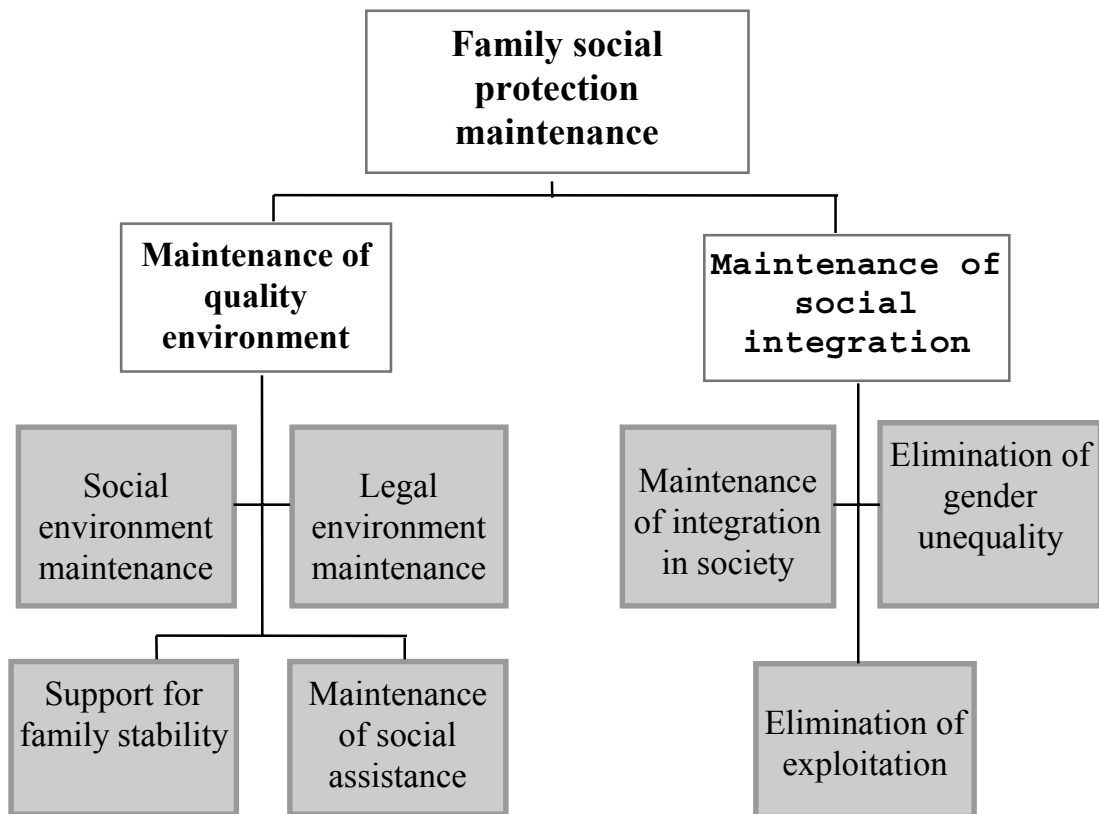 Family social
protection
maintenance
Maintenance of
quality
environment
Maintenance of
social
integration
Social
environment
maintenance
Legal
environment
maintenance
Maintenance
of integration
in society
Elimination of
gender
unequality
Support for
family stability
Maintenance
of social
assistance
Elimination of
exploitation